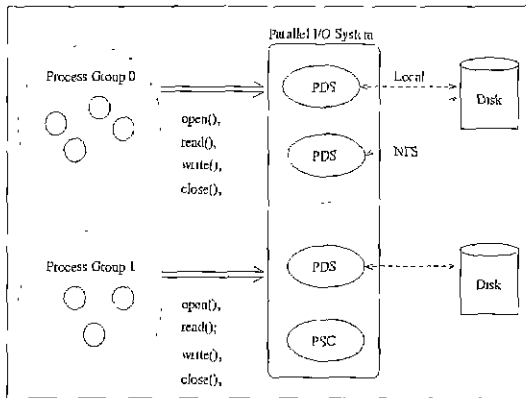 Parallel I/O System
Process Group 0
PDS
Local
Disk
open(),
read(),
write(),
close(),
PDS
NFS
Process Group 1
PDS
Disk
open(),
read();
write(),
close(),
PSC